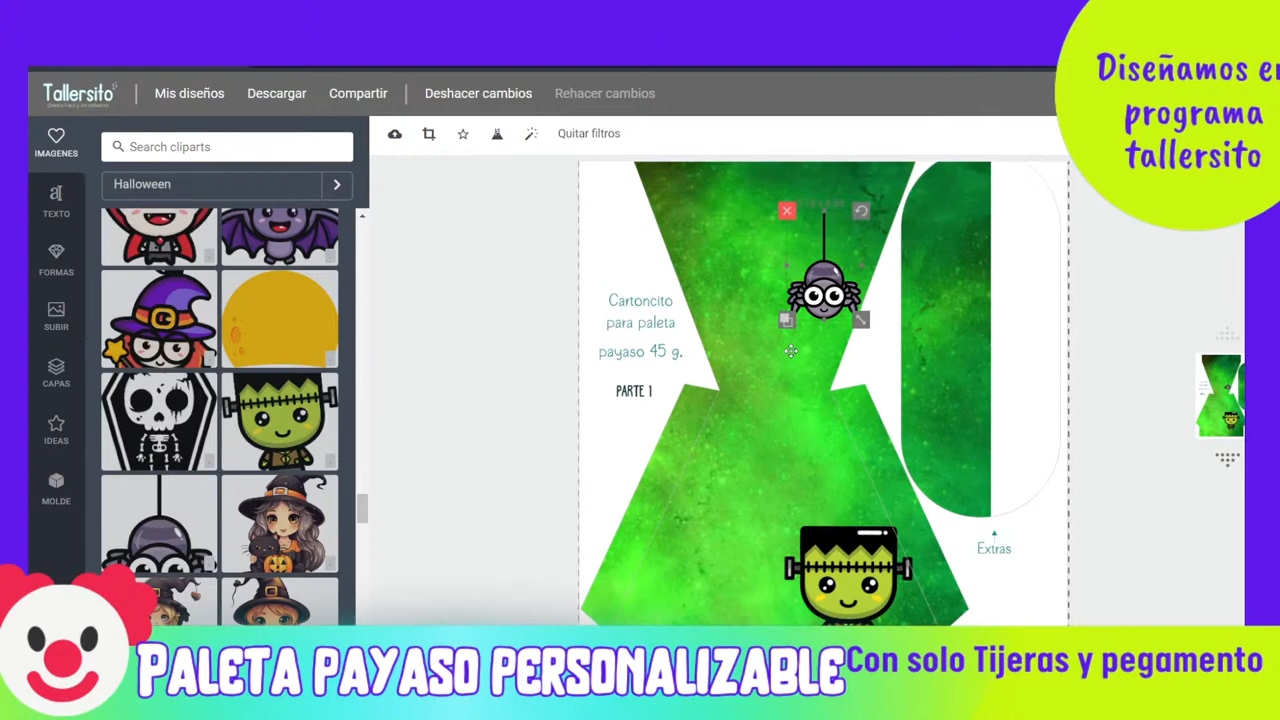 Diseñamos en
programa
tallersito
Tallersito
Mis diseños
Descargar
Compartir
Deshacer cambios
Rehacer cambios
IMAGENES
Search cliparts
Quitar filtros
Halloween
TEXTO
FORMAS
SUBIR
CAPAS
IDEAS
MOLDE
Cartoncito
para paleta
payaso 45 g.
PARTE 1
Extras
PALETA PAYASO PERSONALIZABLE
Con solo Tijeras y pegamento